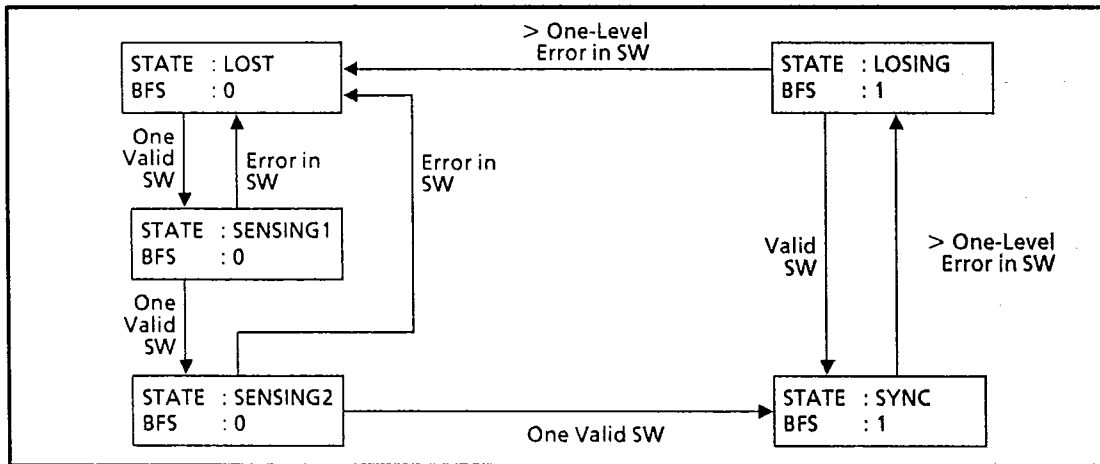 > One-Level
Error in SW
STATE : LOST
BFS : 0
STATE : LOSING
BFS : 1
One
Valid
SW
Error in
SW
Error in
SW
STATE : SENSING1
BFS : 0
Valid
SW
> One-Level
Error in SW
One
Valid
SW
STATE : SENSING2
BFS : 0
One Valid SW
STATE : SYNC
BFS : 1